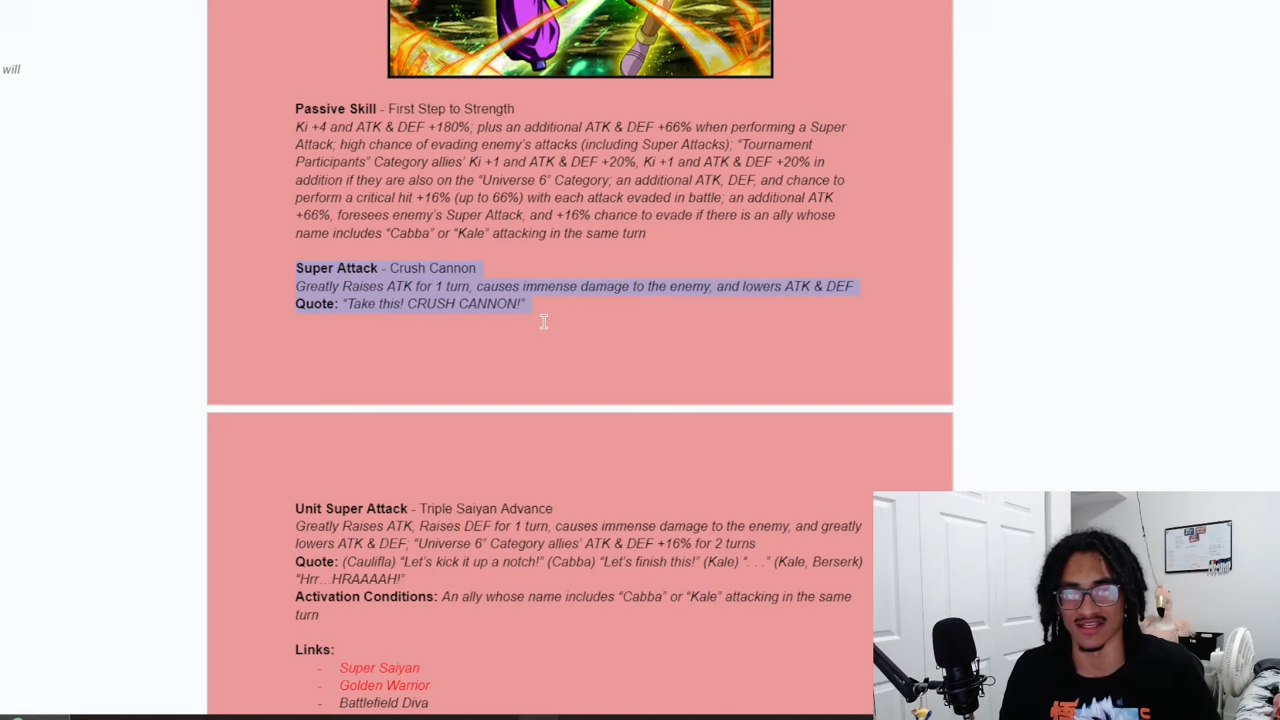 will
Passive Skill - First Step to Strength
Ki +4 and ATK & DEF +180%; plus an additional ATK & DEF +66% when performing a Super
Attack; high chance of evading enemy's attacks (including Super Attacks); "Tournament
Participants" Category allies' Ki +1 and ATK & DEF +20%, Ki +1 and ATK & DEF +20% in
addition if they are also on the "Universe 6" Category; an additional ATK, DEF, and chance to
perform a critical hit +16% (up to 66%) with each attack evaded in battle; an additional ATK
+66%, foresees enemy's Super Attack, and +16% chance to evade if there is an ally whose
name includes "Cabba" or "Kale" attacking in the same turn
Super Attack - Crush Cannon
Greatly Raises ATK for 1 turn, causes immense damage to the enemy, and lowers ATK & DEF
Quote: "Take this! CRUSH CANNON!"
Unit Super Attack - Triple Saiyan Advance
Greatly Raises ATK, Raises DEF for 1 turn, causes immense damage to the enemy, and greatly
lowers ATK & DEF; "Universe 6" Category allies' ATK & DEF +16% for 2 turns
Quote: (Caulifla) "Let's kick it up a notch!" (Cabba) "Let's finish this!" (Kale) ". . ." (Kale, Berserk)
"Hrr…HRAAAAH!"
Activation Conditions: An ally whose name includes "Cabba" or "Kale" attacking in the same
turn
Links:
- Super Saiyan
- Golden Warrior
- Battlefield Diva